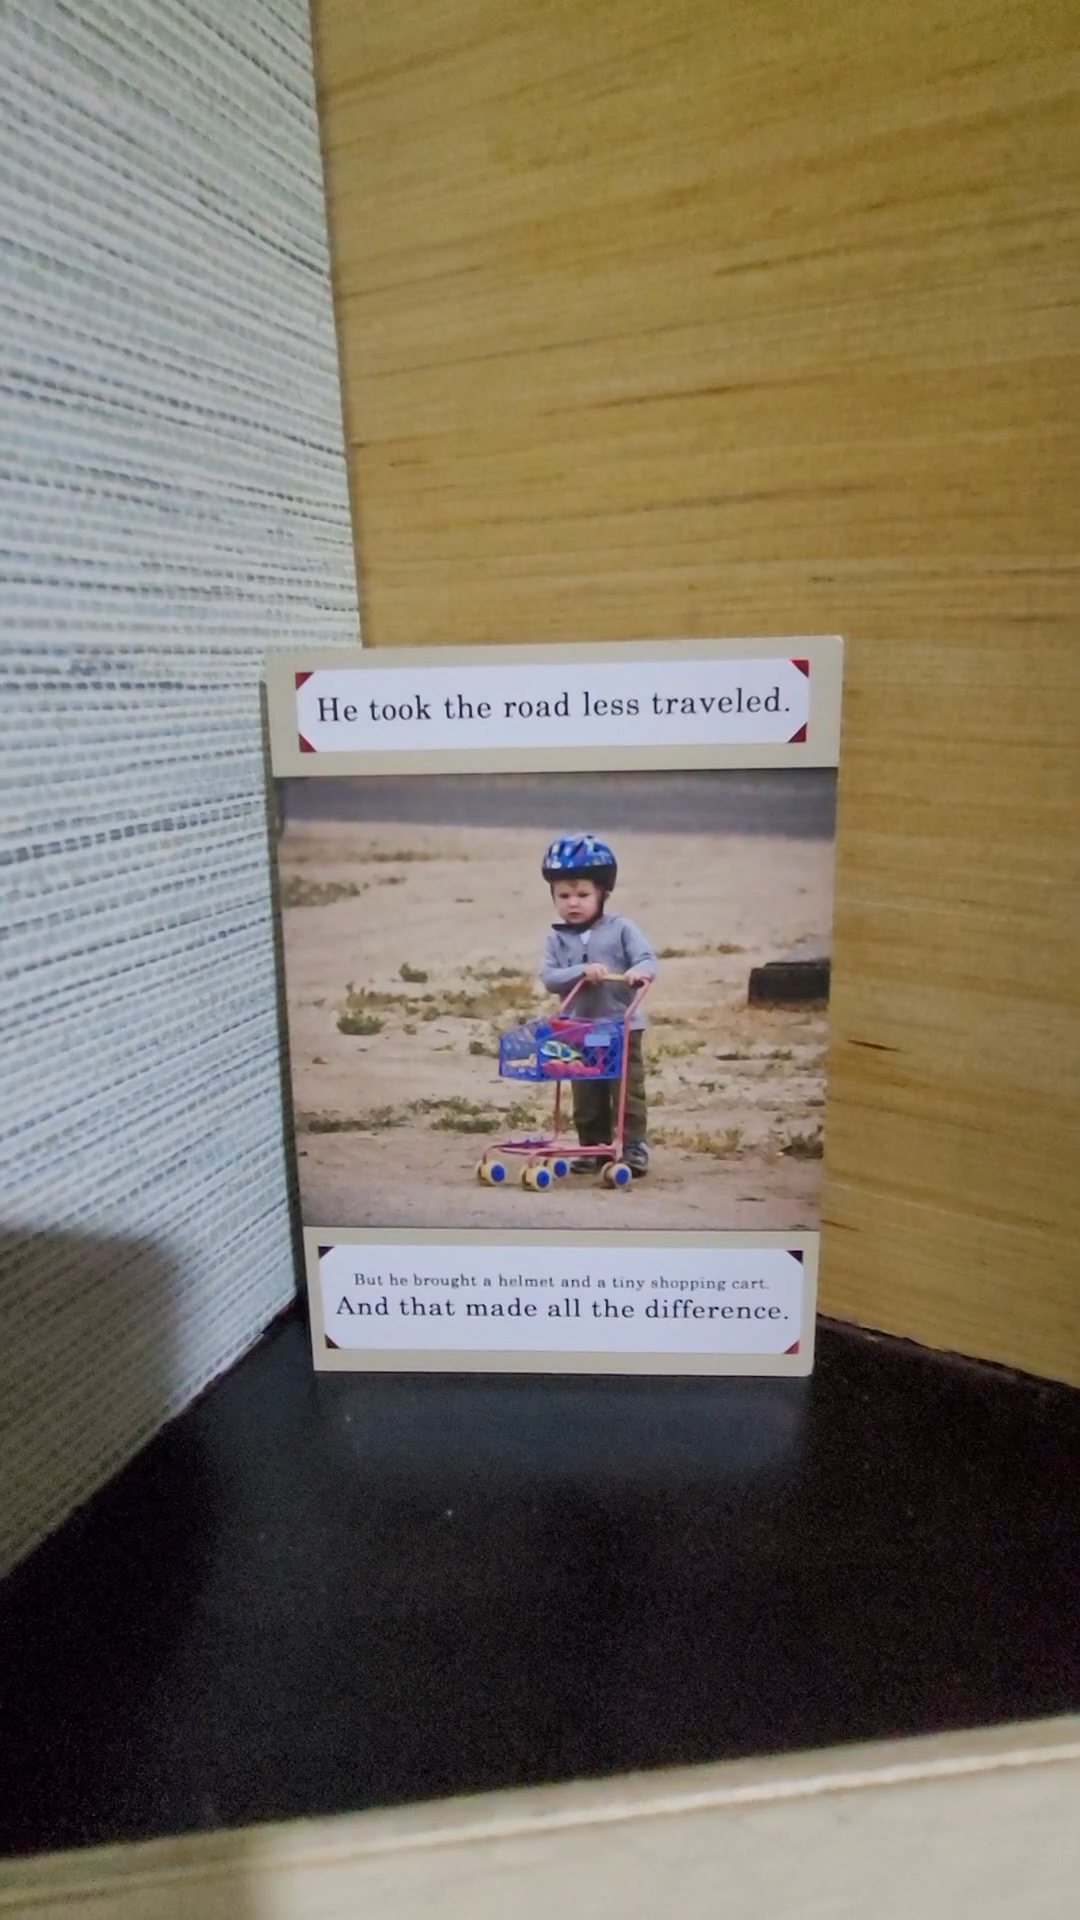 He took the road less traveled.
But he brought a helmet and a tiny shopping cart.
And that made all the difference.